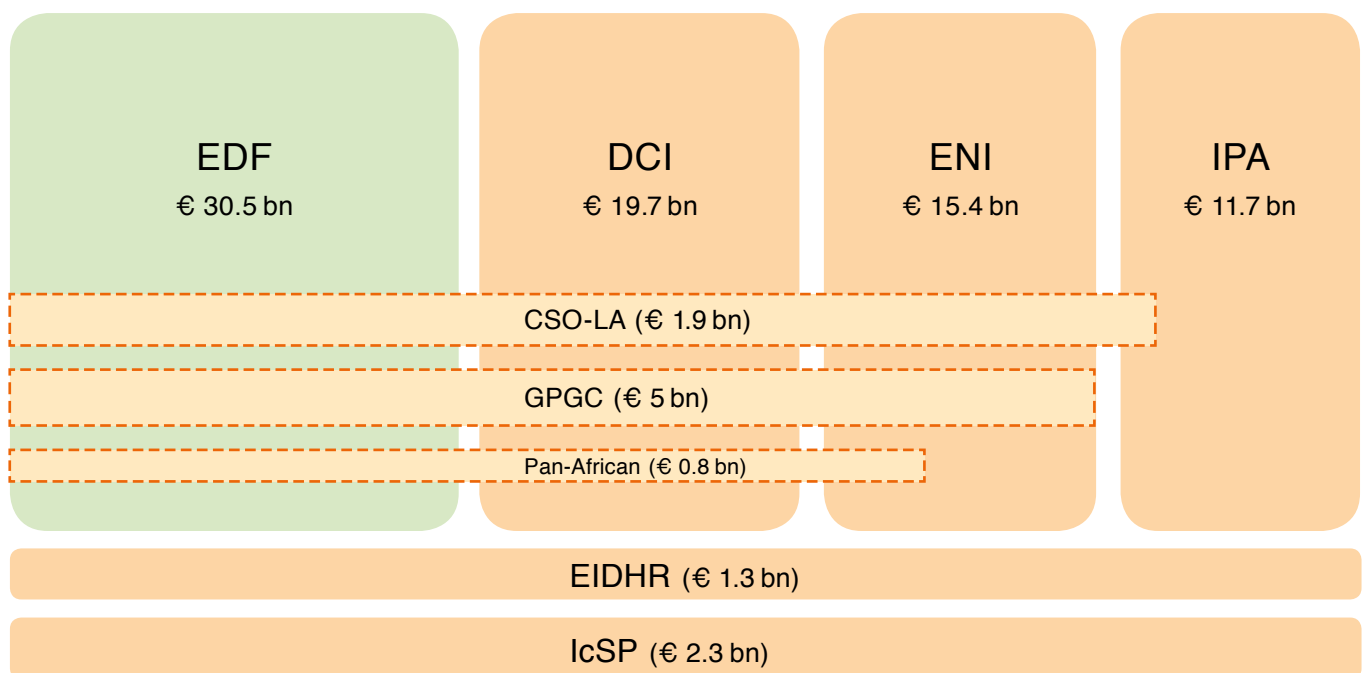 EDF
€ 30.5 bn
DCI
€ 19.7 bn
ENI
€ 15.4 bn
IPA
€ 11.7 bn
CSO-LA (€ 1.9 bn)
GPGC (€ 5 bn)
Pan-African (€ 0.8 bn)
EIDHR (€ 1.3 bn)
IcSP (€ 2.3 bn)